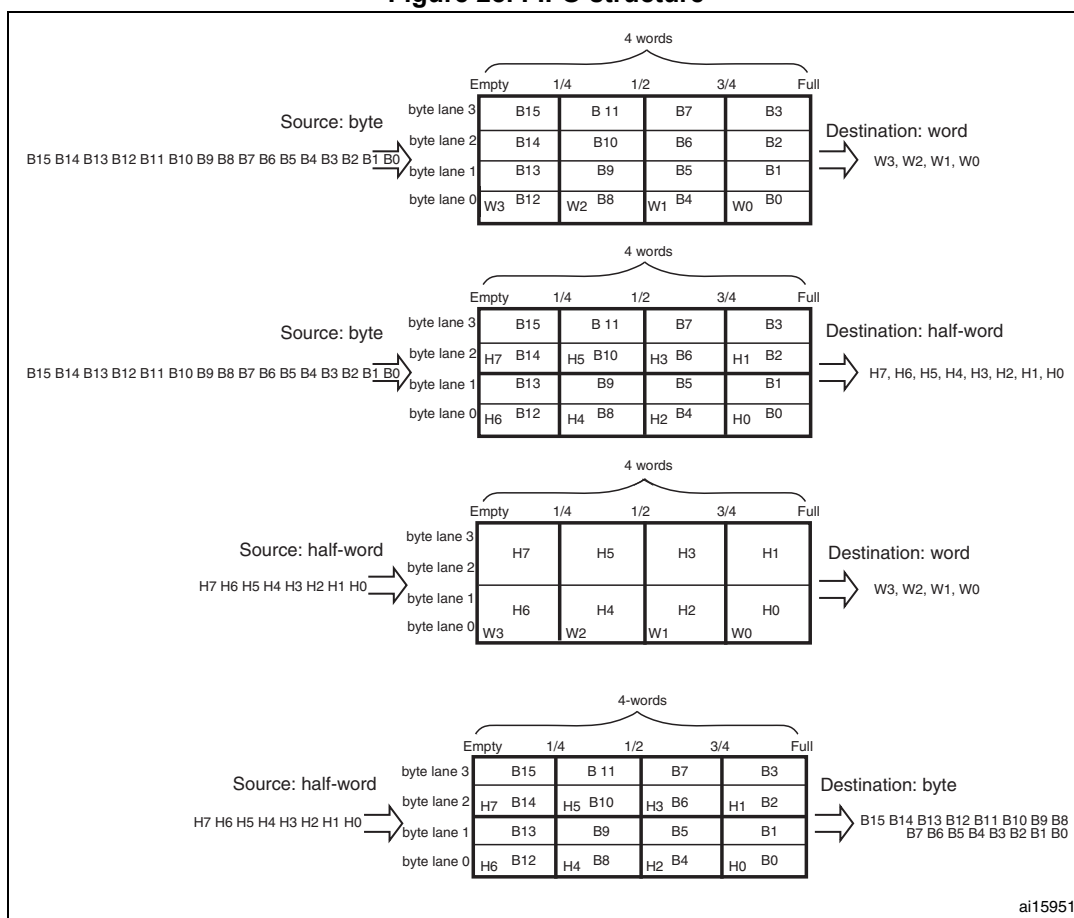 4 words
Empty 1/4 1/2 3/4 Full
Source: byte
B15 B14 B13 B12 B11 B10 B9 B8 B7 B6 B5 B4 B3 B2 B1 B0
byte lane 3 B15 B 11 B7 B3
byte lane 2 B14 B10 B6 B2
byte lane 1 B13 B9 B5 B1
byte lane 0 W3 B12 W2 B8 W1 B4 W0 B0
Destination: word
W3, W2, W1, W0
4 words
Empty 1/4 1/2 3/4 Full
Source: byte
B15 B14 B13 B12 B11 B10 B9 B8 B7 B6 B5 B4 B3 B2 B1 B0
byte lane 3 B15 B 11 B7 B3
byte lane 2 H7 B14 H5 B10 H3 B6 H1 B2
byte lane 1 B13 B9 B5 B1
byte lane 0 H6 B12 H4 B8 H2 B4 H0 B0
Destination: half-word
H7, H6, H5, H4, H3, H2, H1, H0
4 words
Empty 1/4 1/2 3/4 Full
Source: half-word
H7 H6 H5 H4 H3 H2 H1 H0
byte lane 3
H7 H5 H3 H1
byte lane 2
byte lane 1
H6 H4 H2 H0
byte lane 0 W3 W2 W1 W0
Destination: word
W3, W2, W1, W0
4-words
Empty 1/4 1/2 3/4 Full
Source: half-word
H7 H6 H5 H4 H3 H2 H1 H0
byte lane 3 B15 B 11 B7 B3
byte lane 2 H7 B14 H5 B10 H3 B6 H1 B2
byte lane 1 B13 B9 B5 B1
byte lane 0 H6 B12 H4 B8 H2 B4 H0 B0
Destination: byte
B15 B14 B13 B12 B11 B10 B9 B8
B7 B6 B5 B4 B3 B2 B1 B0
ai15951